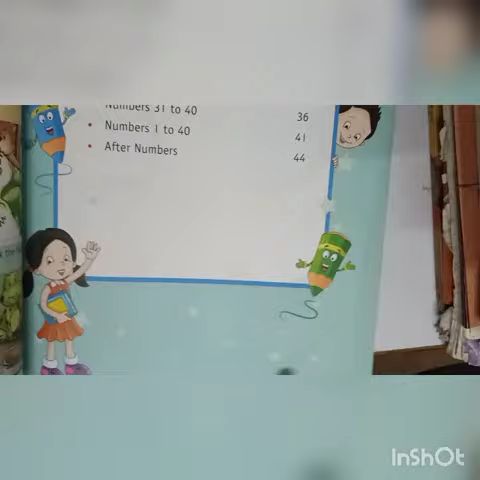 Numbers 31 to 40 36
• Numbers 1 to 40 41
• After Numbers 44
InShOt